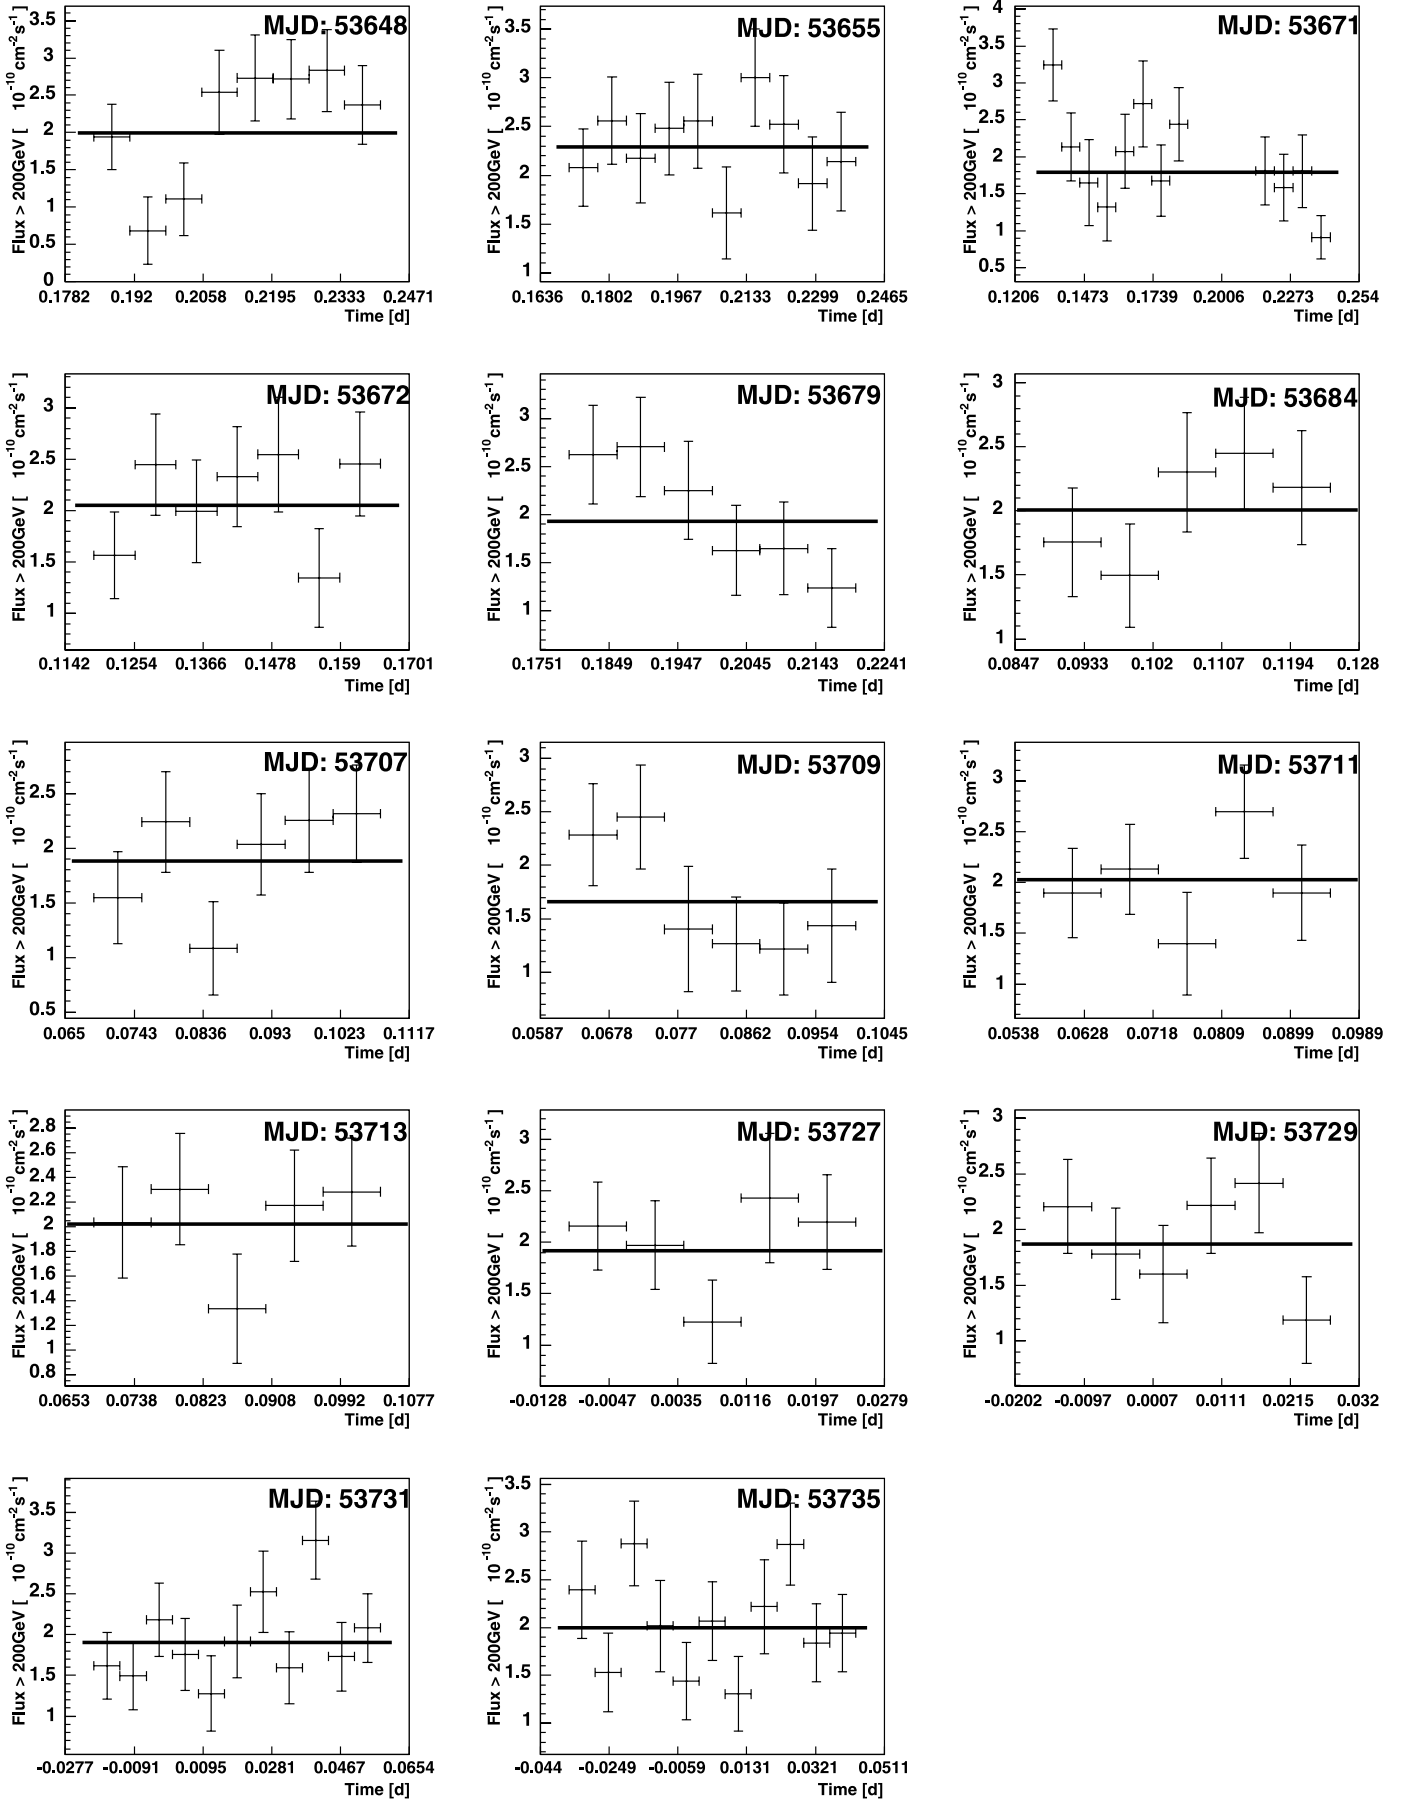 MJD: 53648
Flux > 200GeV [ 10⁻¹⁰ cm⁻²s⁻¹ ]
3.5
3
2.5
2
1.5
1
0.5
0
0.1782 0.192 0.2058 0.2195 0.2333 0.2471
Time [d]
MJD: 53655
Flux > 200GeV [ 10⁻¹⁰ cm⁻²s⁻¹ ]
3.5
3
2.5
2
1.5
1
0.1636 0.1802 0.1967 0.2133 0.2299 0.2465
Time [d]
MJD: 53671
Flux > 200GeV [ 10⁻¹⁰ cm⁻²s⁻¹ ]
4
3.5
3
2.5
2
1.5
1
0.5
0.1206 0.1473 0.1739 0.2006 0.2273 0.254
Time [d]
MJD: 53672
Flux > 200GeV [ 10⁻¹⁰ cm⁻²s⁻¹ ]
3
2.5
2
1.5
1
0.1142 0.1254 0.1366 0.1478 0.159 0.1701
Time [d]
MJD: 53679
Flux > 200GeV [ 10⁻¹⁰ cm⁻²s⁻¹ ]
3
2.5
2
1.5
1
0.1751 0.1849 0.1947 0.2045 0.2143 0.2241
Time [d]
MJD: 53684
Flux > 200GeV [ 10⁻¹⁰ cm⁻²s⁻¹ ]
3
2.5
2
1.5
1
0.0847 0.0933 0.102 0.1107 0.1194 0.128
Time [d]
MJD: 53707
Flux > 200GeV [ 10⁻¹⁰ cm⁻²s⁻¹ ]
2.5
2
1.5
1
0.5
0.065 0.0743 0.0836 0.093 0.1023 0.1117
Time [d]
MJD: 53709
Flux > 200GeV [ 10⁻¹⁰ cm⁻²s⁻¹ ]
3
2.5
2
1.5
1
0.0587 0.0678 0.077 0.0862 0.0954 0.1045
Time [d]
MJD: 53711
Flux > 200GeV [ 10⁻¹⁰ cm⁻²s⁻¹ ]
3
2.5
2
1.5
1
0.0538 0.0628 0.0718 0.0809 0.0899 0.0989
Time [d]
MJD: 53713
Flux > 200GeV [ 10⁻¹⁰ cm⁻²s⁻¹ ]
2.8
2.6
2.4
2.2
2
1.8
1.6
1.4
1.2
1
0.8
0.0653 0.0738 0.0823 0.0908 0.0992 0.1077
Time [d]
MJD: 53727
Flux > 200GeV [ 10⁻¹⁰ cm⁻²s⁻¹ ]
3
2.5
2
1.5
1
-0.0128 -0.0047 0.0035 0.0116 0.0197 0.0279
Time [d]
MJD: 53729
Flux > 200GeV [ 10⁻¹⁰ cm⁻²s⁻¹ ]
3
2.5
2
1.5
1
-0.0202 -0.0097 0.0007 0.0111 0.0215 0.032
Time [d]
MJD: 53731
Flux > 200GeV [ 10⁻¹⁰ cm⁻²s⁻¹ ]
3.5
3
2.5
2
1.5
1
-0.0277 -0.0091 0.0095 0.0281 0.0467 0.0654
Time [d]
MJD: 53735
Flux > 200GeV [ 10⁻¹⁰ cm⁻²s⁻¹ ]
3.5
3
2.5
2
1.5
1
-0.044 -0.0249 -0.0059 0.0131 0.0321 0.0511
Time [d]